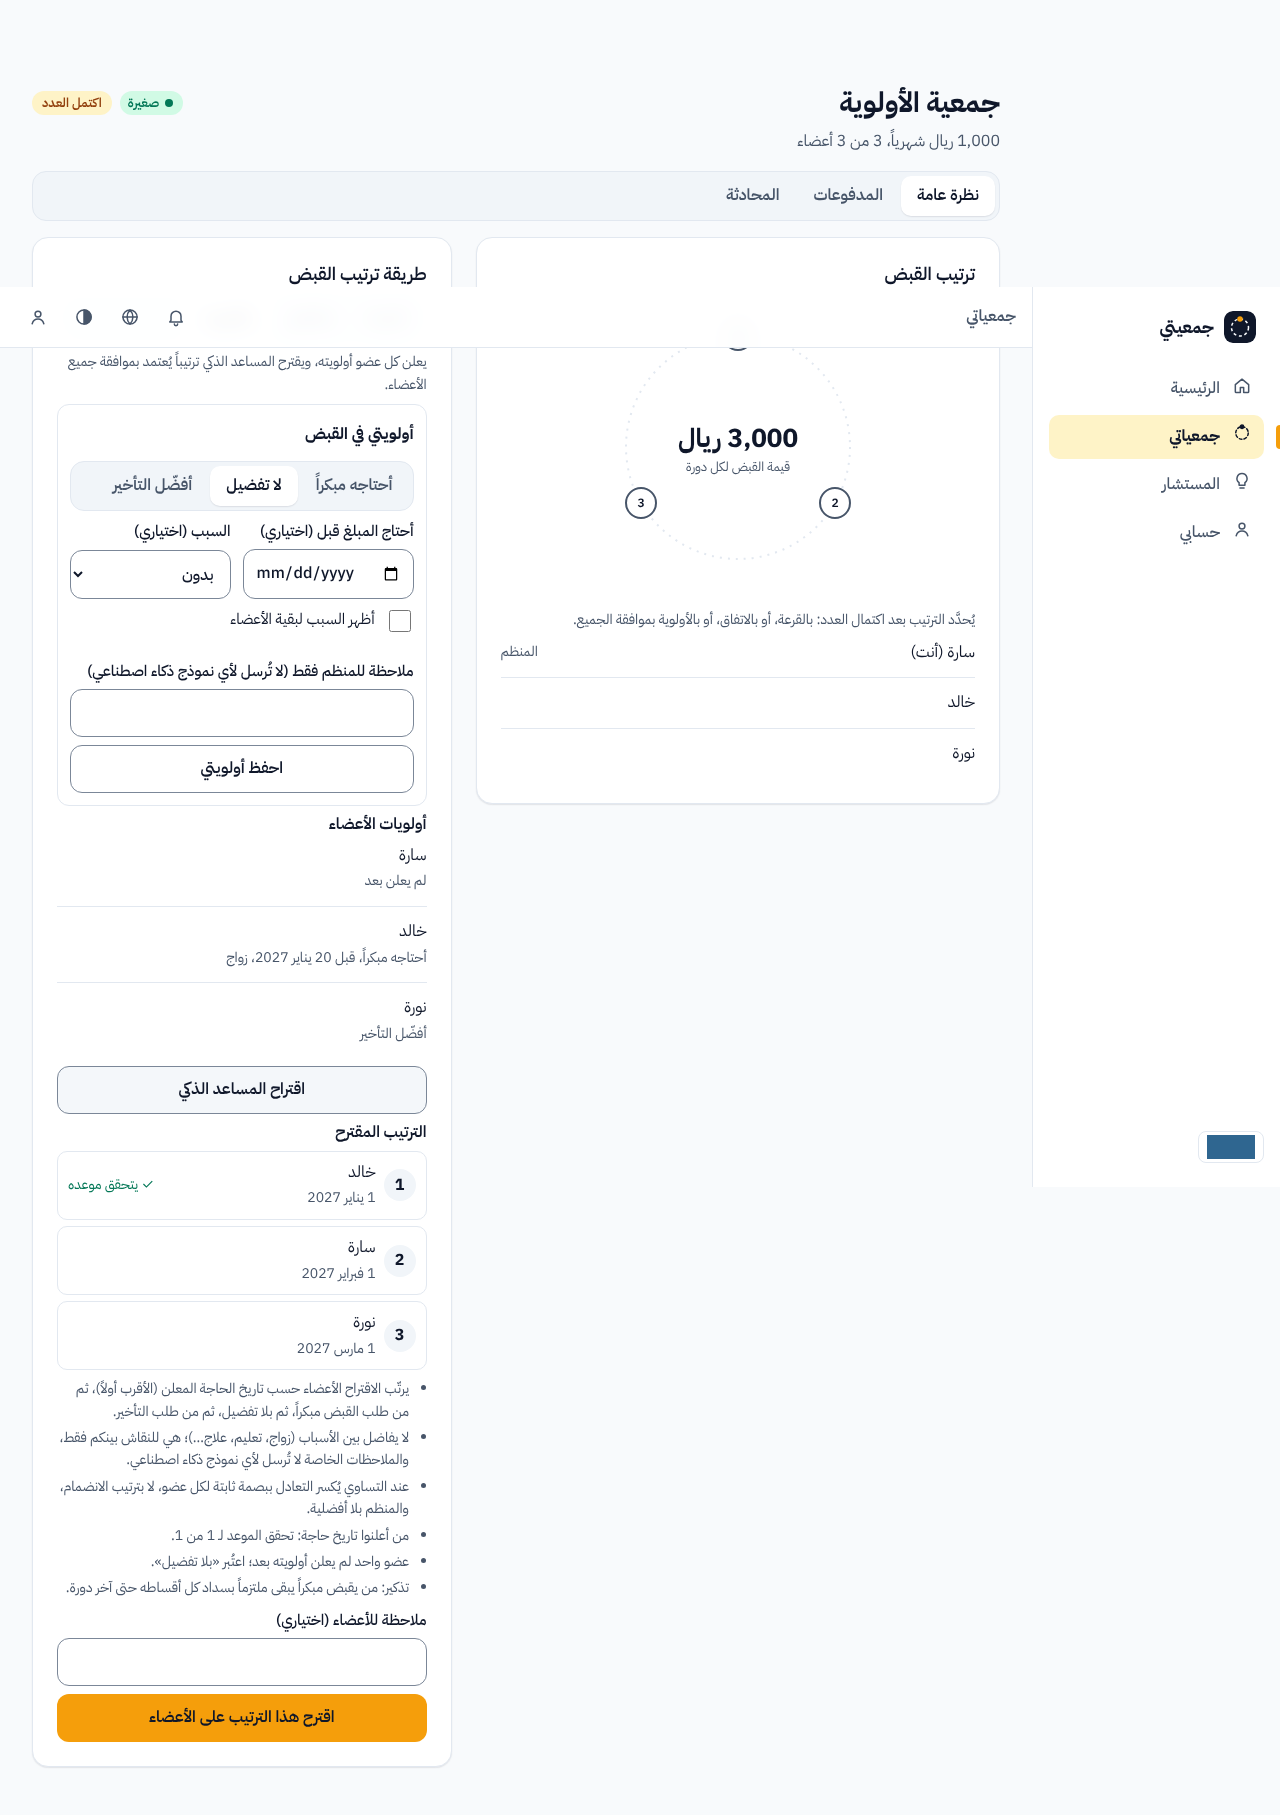 جمعية الأولوية
صغيرة
اكتمل العدد
1,000 ريال شهرياً، 3 من 3 أعضاء
نظرة عامة
المدفوعات
المحادثة
جمعيتي
الرئيسية
جمعياتي
المستشار
حسابي
جمعياتي
ترتيب القبض
3,000 ريال
قيمة القبض لكل دورة
2
3
يُحدَّد الترتيب بعد اكتمال العدد: بالقرعة، أو بالاتفاق، أو بالأولوية بموافقة الجميع.
سارة (أنت)
المنظم
خالد
نورة
طريقة ترتيب القبض
يعلن كل عضو أولويته، ويقترح المساعد الذكي ترتيباً يُعتمد بموافقة جميع
الأعضاء.
أولويتي في القبض
أحتاجه مبكراً
لا تفضيل
أفضّل التأخير
أحتاج المبلغ قبل (اختياري)
السبب (اختياري)
mm/dd/yyyy
بدون
أظهر السبب لبقية الأعضاء
ملاحظة للمنظم فقط (لا تُرسل لأي نموذج ذكاء اصطناعي)
احفظ أولويتي
أولويات الأعضاء
سارة
لم يعلن بعد
خالد
أحتاجه مبكراً، قبل 20 يناير 2027، زواج
نورة
أفضّل التأخير
اقتراح المساعد الذكي
الترتيب المقترح
1
خالد
1 يناير 2027
✓ يتحقق موعده
2
سارة
1 فبراير 2027
3
نورة
1 مارس 2027
• يرتّب الاقتراح الأعضاء حسب تاريخ الحاجة المعلن (الأقرب أولاً)، ثم
من طلب القبض مبكراً، ثم بلا تفضيل، ثم من طلب التأخير.
• لا يفاضل بين الأسباب (زواج، تعليم، علاج…)؛ هي للنقاش بينكم فقط،
والملاحظات الخاصة لا تُرسل لأي نموذج ذكاء اصطناعي.
• عند التساوي يُكسر التعادل ببصمة ثابتة لكل عضو، لا بترتيب الانضمام،
والمنظم بلا أفضلية.
• من أعلنوا تاريخ حاجة: تحقق الموعد لـ 1 من 1.
• عضو واحد لم يعلن أولويته بعد؛ اعتُبر «بلا تفضيل».
• تذكير: من يقبض مبكراً يبقى ملتزماً بسداد كل أقساطه حتى آخر دورة.
ملاحظة للأعضاء (اختياري)
اقترح هذا الترتيب على الأعضاء